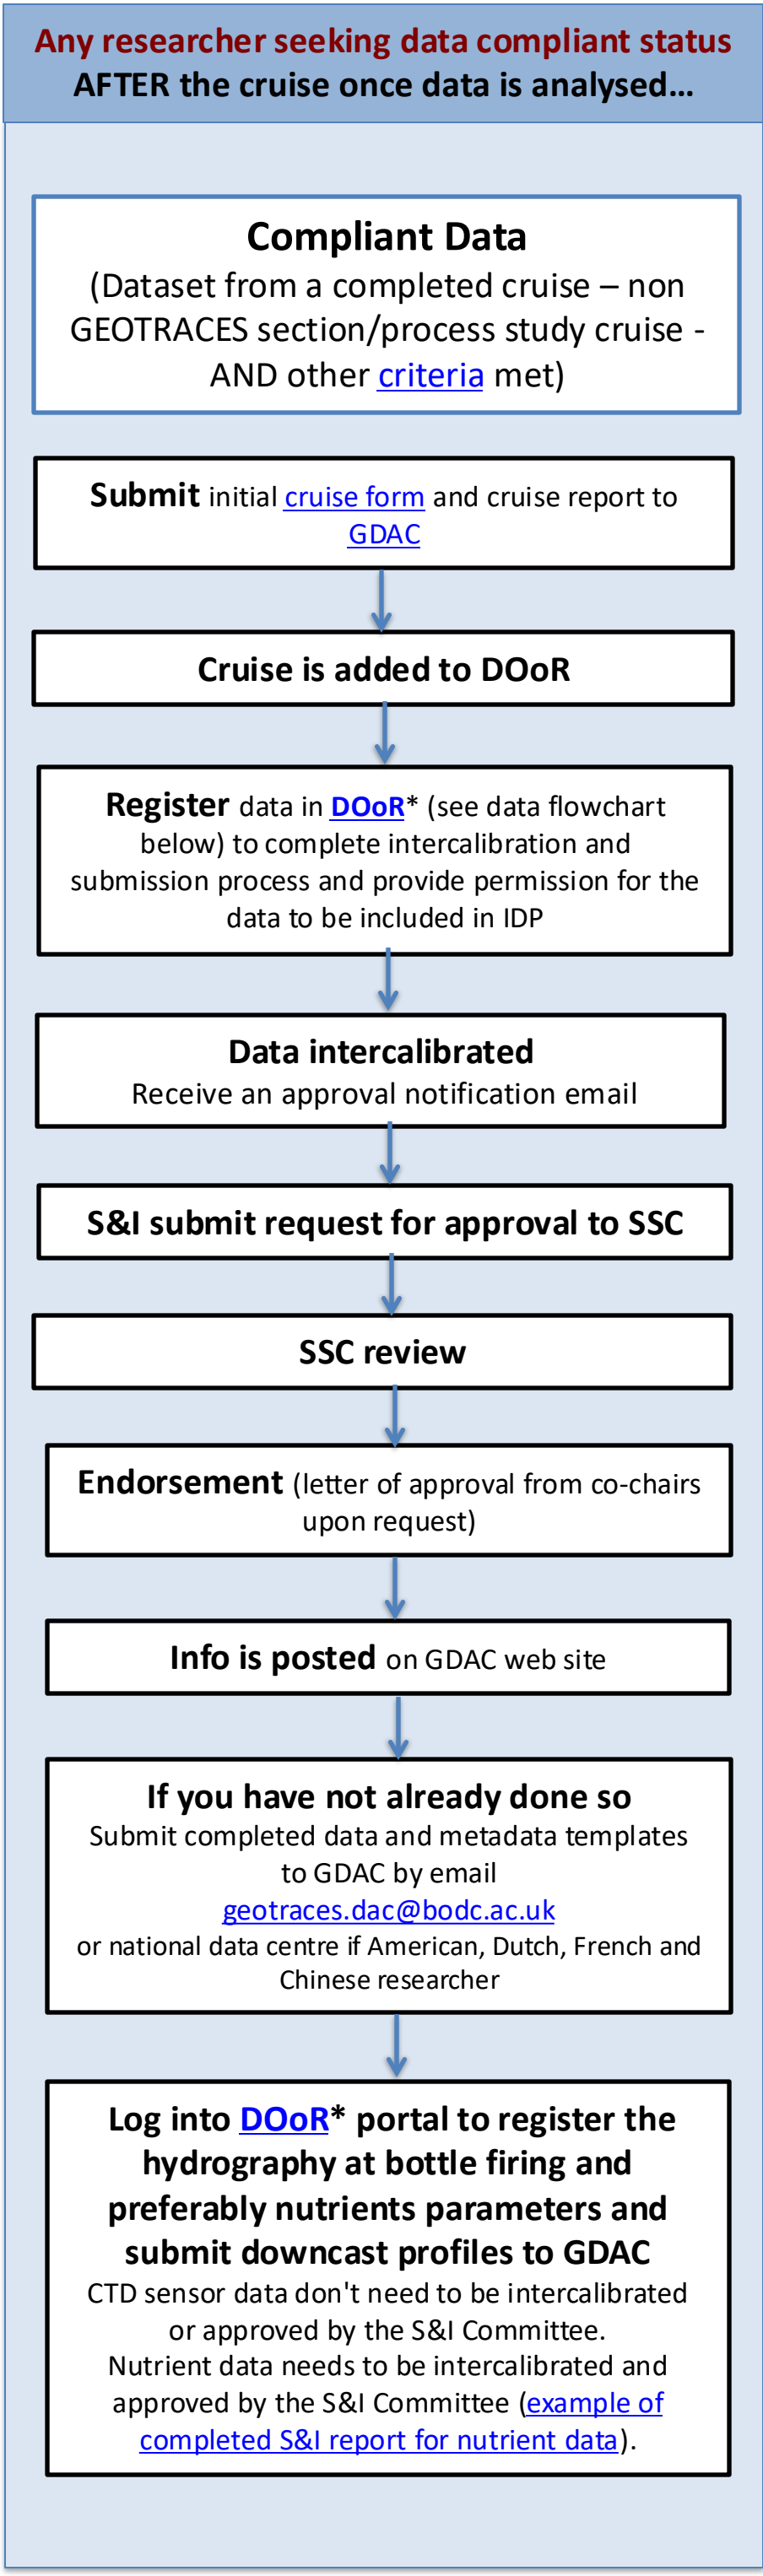 Any researcher seeking data compliant status
AFTER the cruise once data is analysed...
Compliant Data
(Dataset from a completed cruise – non
GEOTRACES section/process study cruise -
AND other criteria met)
Submit initial cruise form and cruise report to
GDAC
Cruise is added to DOoR
Register data in DOoR* (see data flowchart
below) to complete intercalibration and
submission process and provide permission for the
data to be included in IDP
Data intercalibrated
Receive an approval notification email
S&I submit request for approval to SSC
SSC review
Endorsement (letter of approval from co-chairs
upon request)
Info is posted on GDAC web site
If you have not already done so
Submit completed data and metadata templates
to GDAC by email
geotraces.dac@bodc.ac.uk
or national data centre if American, Dutch, French and
Chinese researcher
Log into DOoR* portal to register the
hydrography at bottle firing and
preferably nutrients parameters and
submit downcast profiles to GDAC
CTD sensor data don't need to be intercalibrated
or approved by the S&I Committee.
Nutrient data needs to be intercalibrated and
approved by the S&I Committee (example of
completed S&I report for nutrient data).